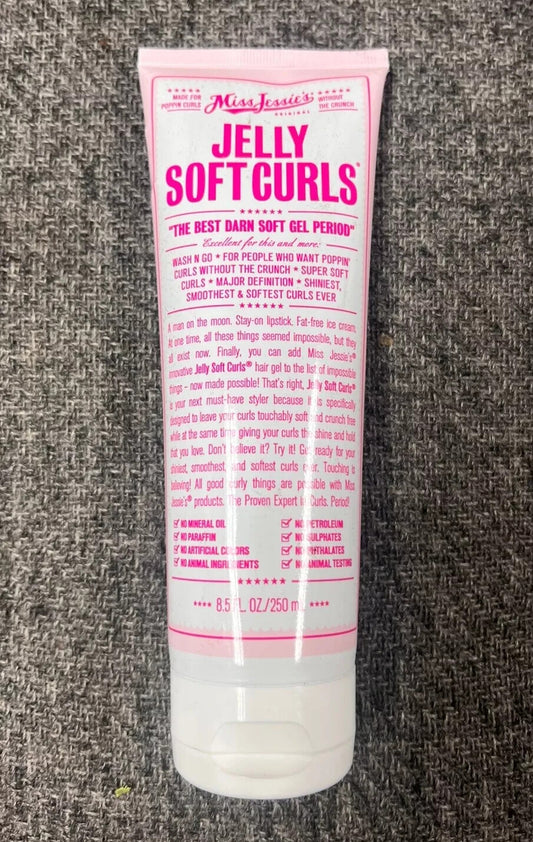 MADE FOR
POPPIN CURLS
Miss Jessie's®
ORIGINAL
WITHOUT
THE CRUNCH
JELLY
SOFT CURLS®
"THE BEST DARN SOFT GEL PERIOD"
Excellent for this and more:
WASH N GO ★ FOR PEOPLE WHO WANT POPPIN'
CURLS WITHOUT THE CRUNCH ★ SUPER SOFT
CURLS ★ MAJOR DEFINITION ★ SHINIEST,
SMOOTHEST & SOFTEST CURLS EVER
A man on the moon. Stay-on lipstick. Fat-free ice cream.
At one time, all these things seemed impossible, but they
all exist now. Finally, you can add Miss Jessie's®
innovative Jelly Soft Curls® hair gel to the list of impossible
things – now made possible! That's right, Jelly Soft Curls®
is your next must-have styler because it is specifically
designed to leave your curls touchably soft and crunch free
while at the same time giving your curls the shine and hold
that you love. Don't believe it? Try it! Get ready for your
shiniest, smoothest, and softest curls ever. Touching is
believing! All good curly things are possible with Miss
Jessie's® products. The Proven Expert in Curls. Period!
NO MINERAL OIL
NO PARAFFIN
NO ARTIFICIAL COLORS
NO ANIMAL INGREDIENTS
NO PETROLEUM
NO SULPHATES
NO PHTHALATES
NO ANIMAL TESTING
8.5 FL. OZ./250 mL